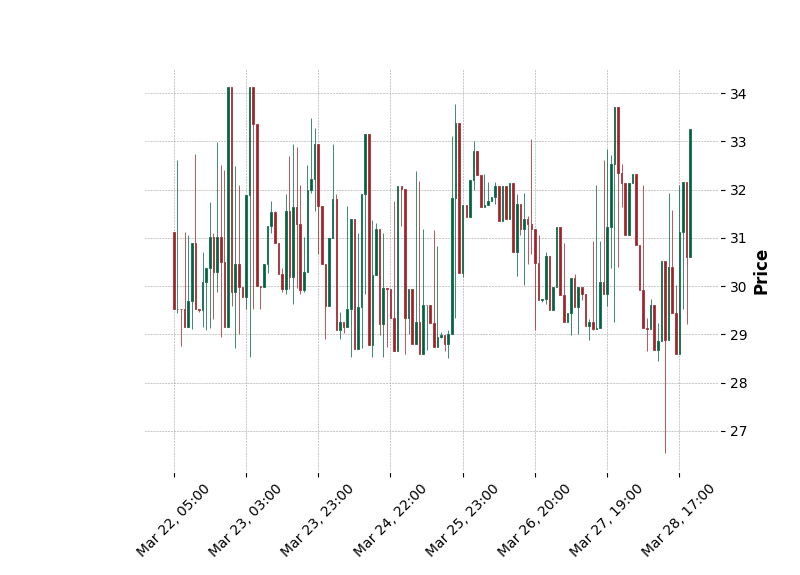 34
33
32
31
30
29
28
27
Price
Mar 22, 05:00
Mar 23, 03:00
Mar 23, 23:00
Mar 24, 22:00
Mar 25, 23:00
Mar 26, 20:00
Mar 27, 19:00
Mar 28, 17:00